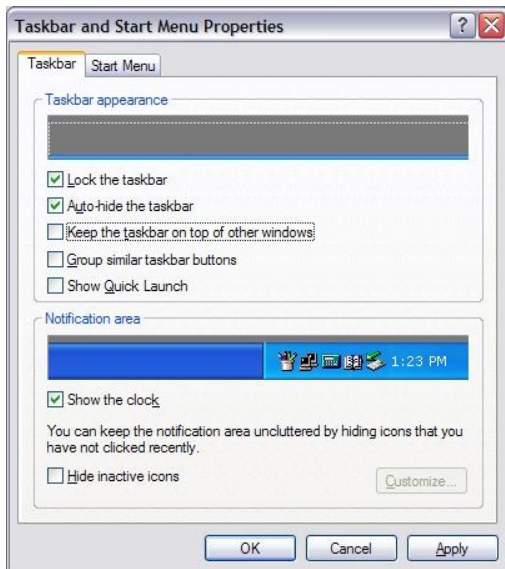 Taskbar and Start Menu Properties
Taskbar
Start Menu
Taskbar appearance
Lock the taskbar
Auto-hide the taskbar
Keep the taskbar on top of other windows
Group similar taskbar buttons
Show Quick Launch
Notification area
1:23 PM
Show the clock
You can keep the notification area uncluttered by hiding icons that you
have not clicked recently.
Hide inactive icons
Customize...
OK
Cancel
Apply